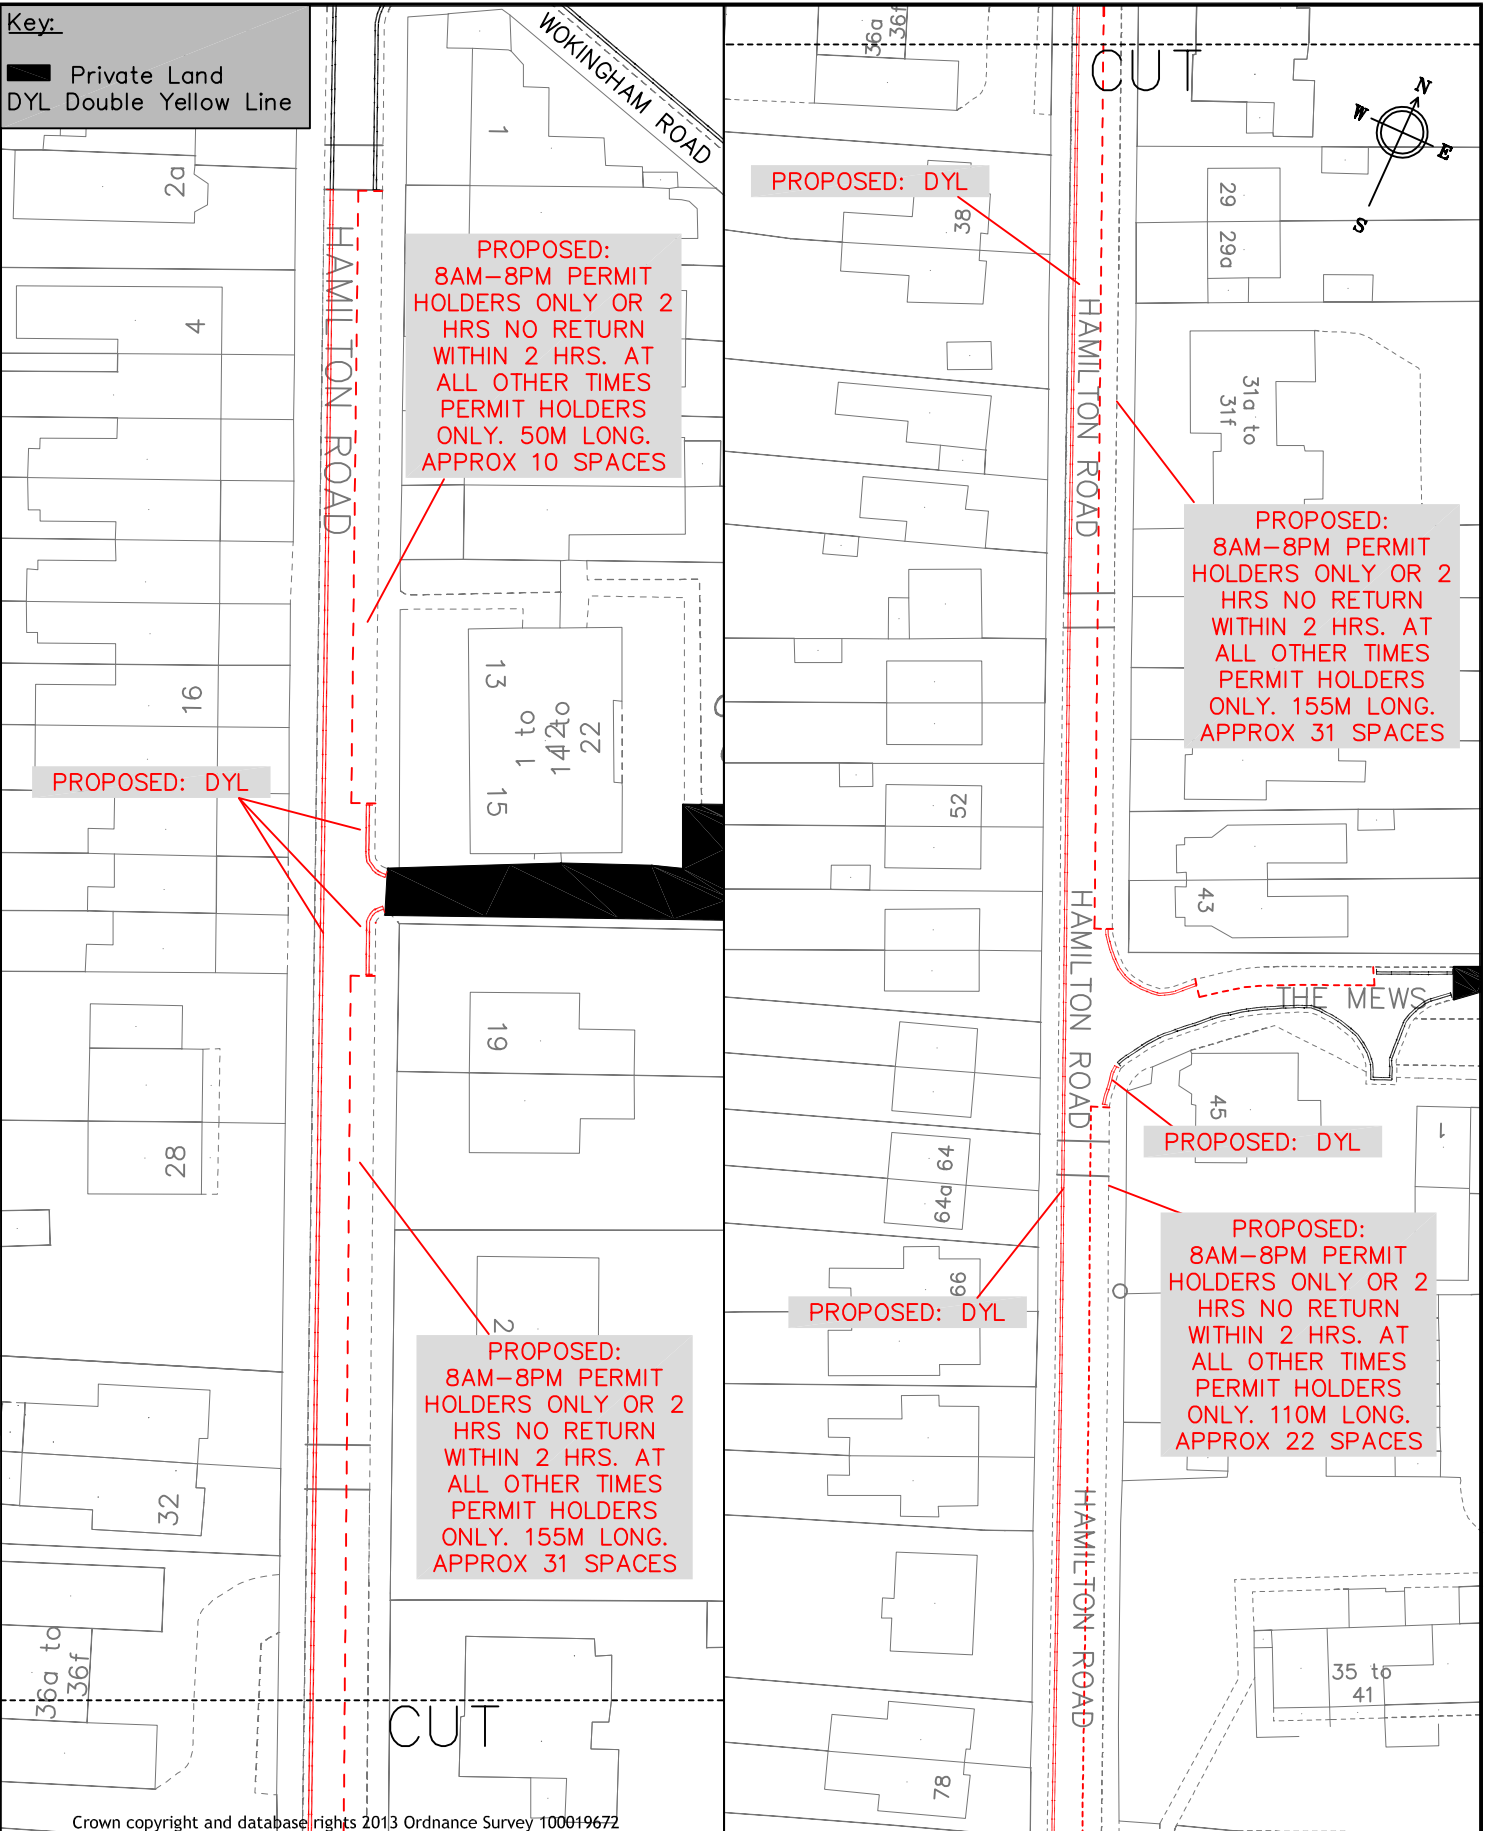 Key:
Private Land
DYL Double Yellow Line
WOKINGHAM ROAD
1
2a
HAMILTON ROAD
4
PROPOSED:
8AM-8PM PERMIT
HOLDERS ONLY OR 2
HRS NO RETURN
WITHIN 2 HRS. AT
ALL OTHER TIMES
PERMIT HOLDERS
ONLY. 50M LONG.
APPROX 10 SPACES
16
13
1 to
22
15
PROPOSED: DYL
19
28
2
PROPOSED:
8AM-8PM PERMIT
HOLDERS ONLY OR 2
HRS NO RETURN
WITHIN 2 HRS. AT
ALL OTHER TIMES
PERMIT HOLDERS
ONLY. 155M LONG.
APPROX 31 SPACES
32
36a to
36f
CUT
Crown copyright and database rights 2013 Ordnance Survey 100019672
36a
36f
CUT
N
W
E
S
PROPOSED: DYL
38
29
29a
HAMILTON ROAD
31a to
31f
PROPOSED:
8AM-8PM PERMIT
HOLDERS ONLY OR 2
HRS NO RETURN
WITHIN 2 HRS. AT
ALL OTHER TIMES
PERMIT HOLDERS
ONLY. 155M LONG.
APPROX 31 SPACES
52
43
HAMILTON ROAD
THE MEWS
45
1
PROPOSED: DYL
64
64a
66
PROPOSED: DYL
PROPOSED:
8AM-8PM PERMIT
HOLDERS ONLY OR 2
HRS NO RETURN
WITHIN 2 HRS. AT
ALL OTHER TIMES
PERMIT HOLDERS
ONLY. 110M LONG.
APPROX 22 SPACES
HAMILTON ROAD
35 to
41
78